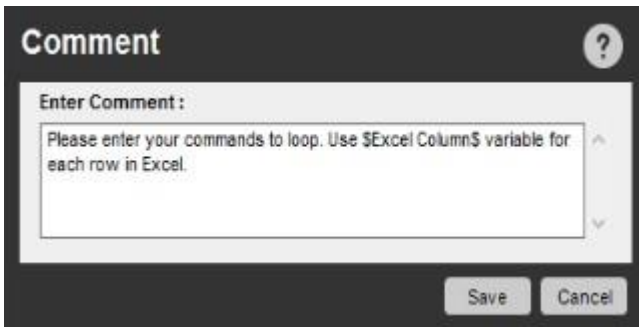 Comment
?
Enter Comment :
Please enter your commands to loop. Use $Excel Column$ variable for
each row in Excel.
Save Cancel